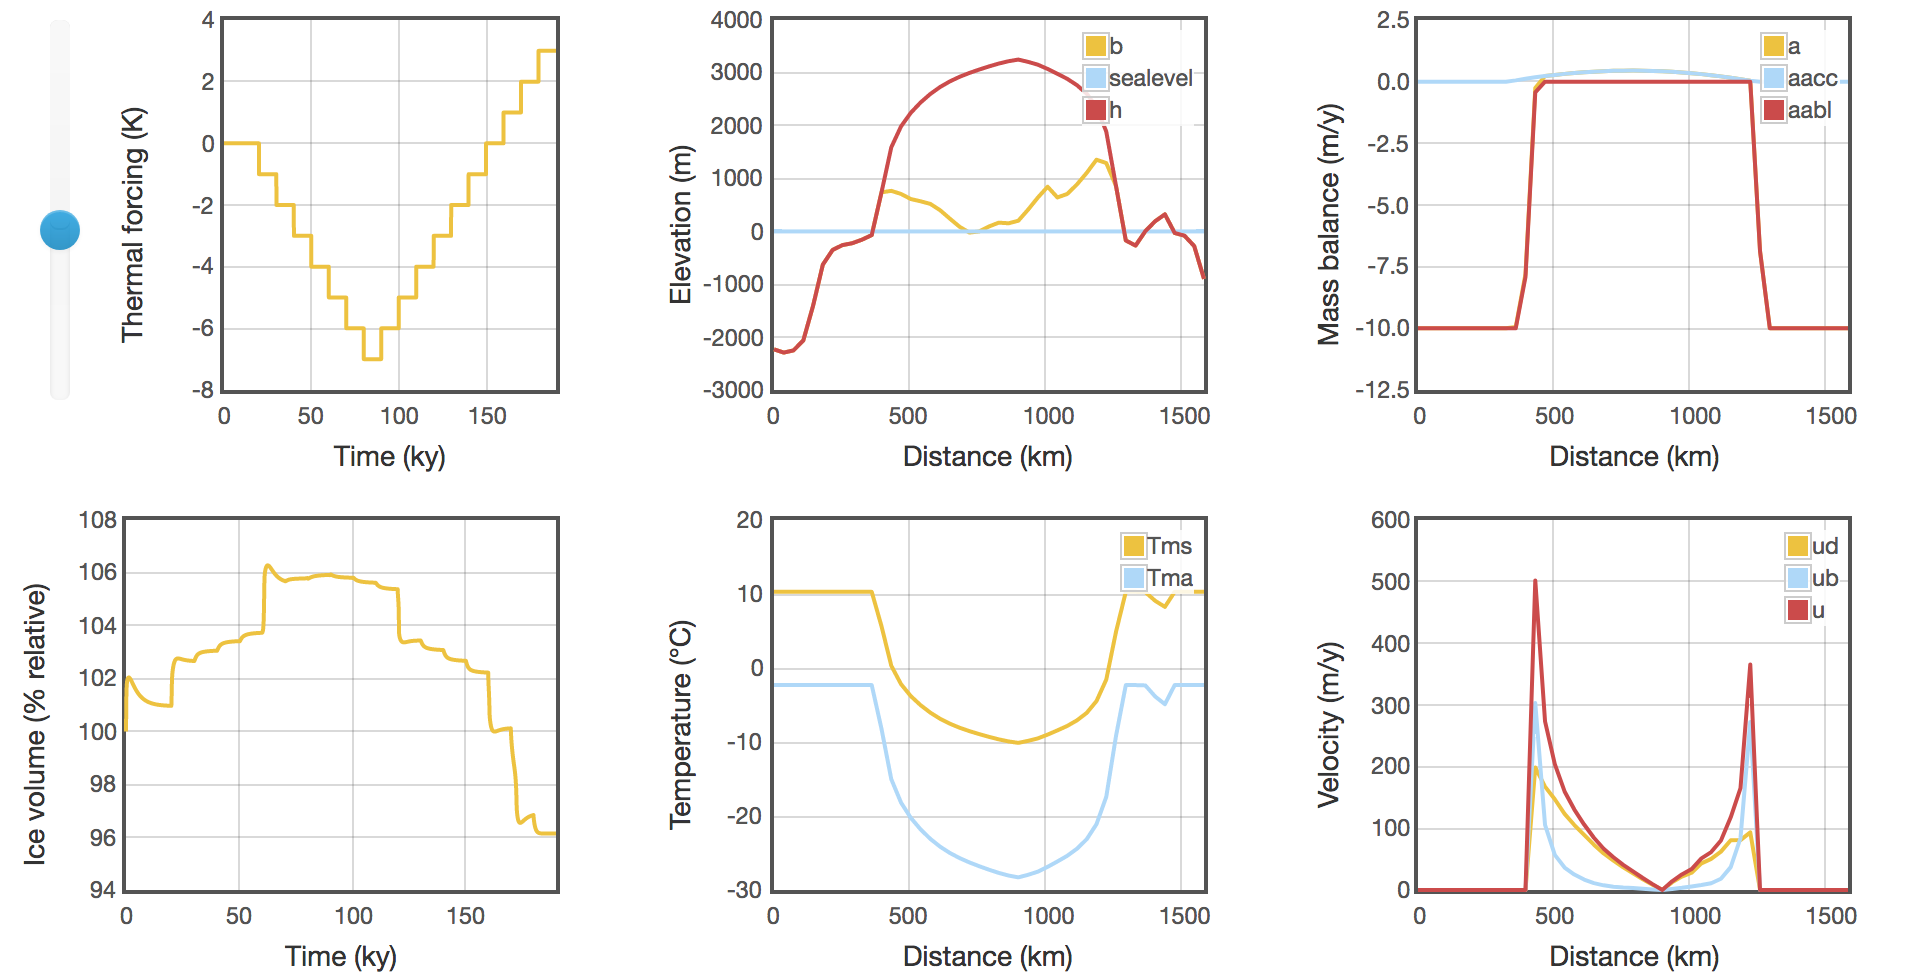 4
2
0
-2
-4
-6
-8
0 50 100 150
Thermal forcing (K)
Time (ky)
4000
3000
2000
1000
0
-1000
-2000
-3000
0 500 1000 1500
Elevation (m)
Distance (km)
b
sealevel
h
2.5
0.0
-2.5
-5.0
-7.5
-10.0
-12.5
0 500 1000 1500
Mass balance (m/y)
Distance (km)
a
aacc
aabl
108
106
104
102
100
98
96
94
0 50 100 150
Ice volume (% relative)
Time (ky)
20
10
0
-10
-20
-30
0 500 1000 1500
Temperature (°C)
Distance (km)
Tms
Tma
600
500
400
300
200
100
0
0 500 1000 1500
Velocity (m/y)
Distance (km)
ud
ub
u